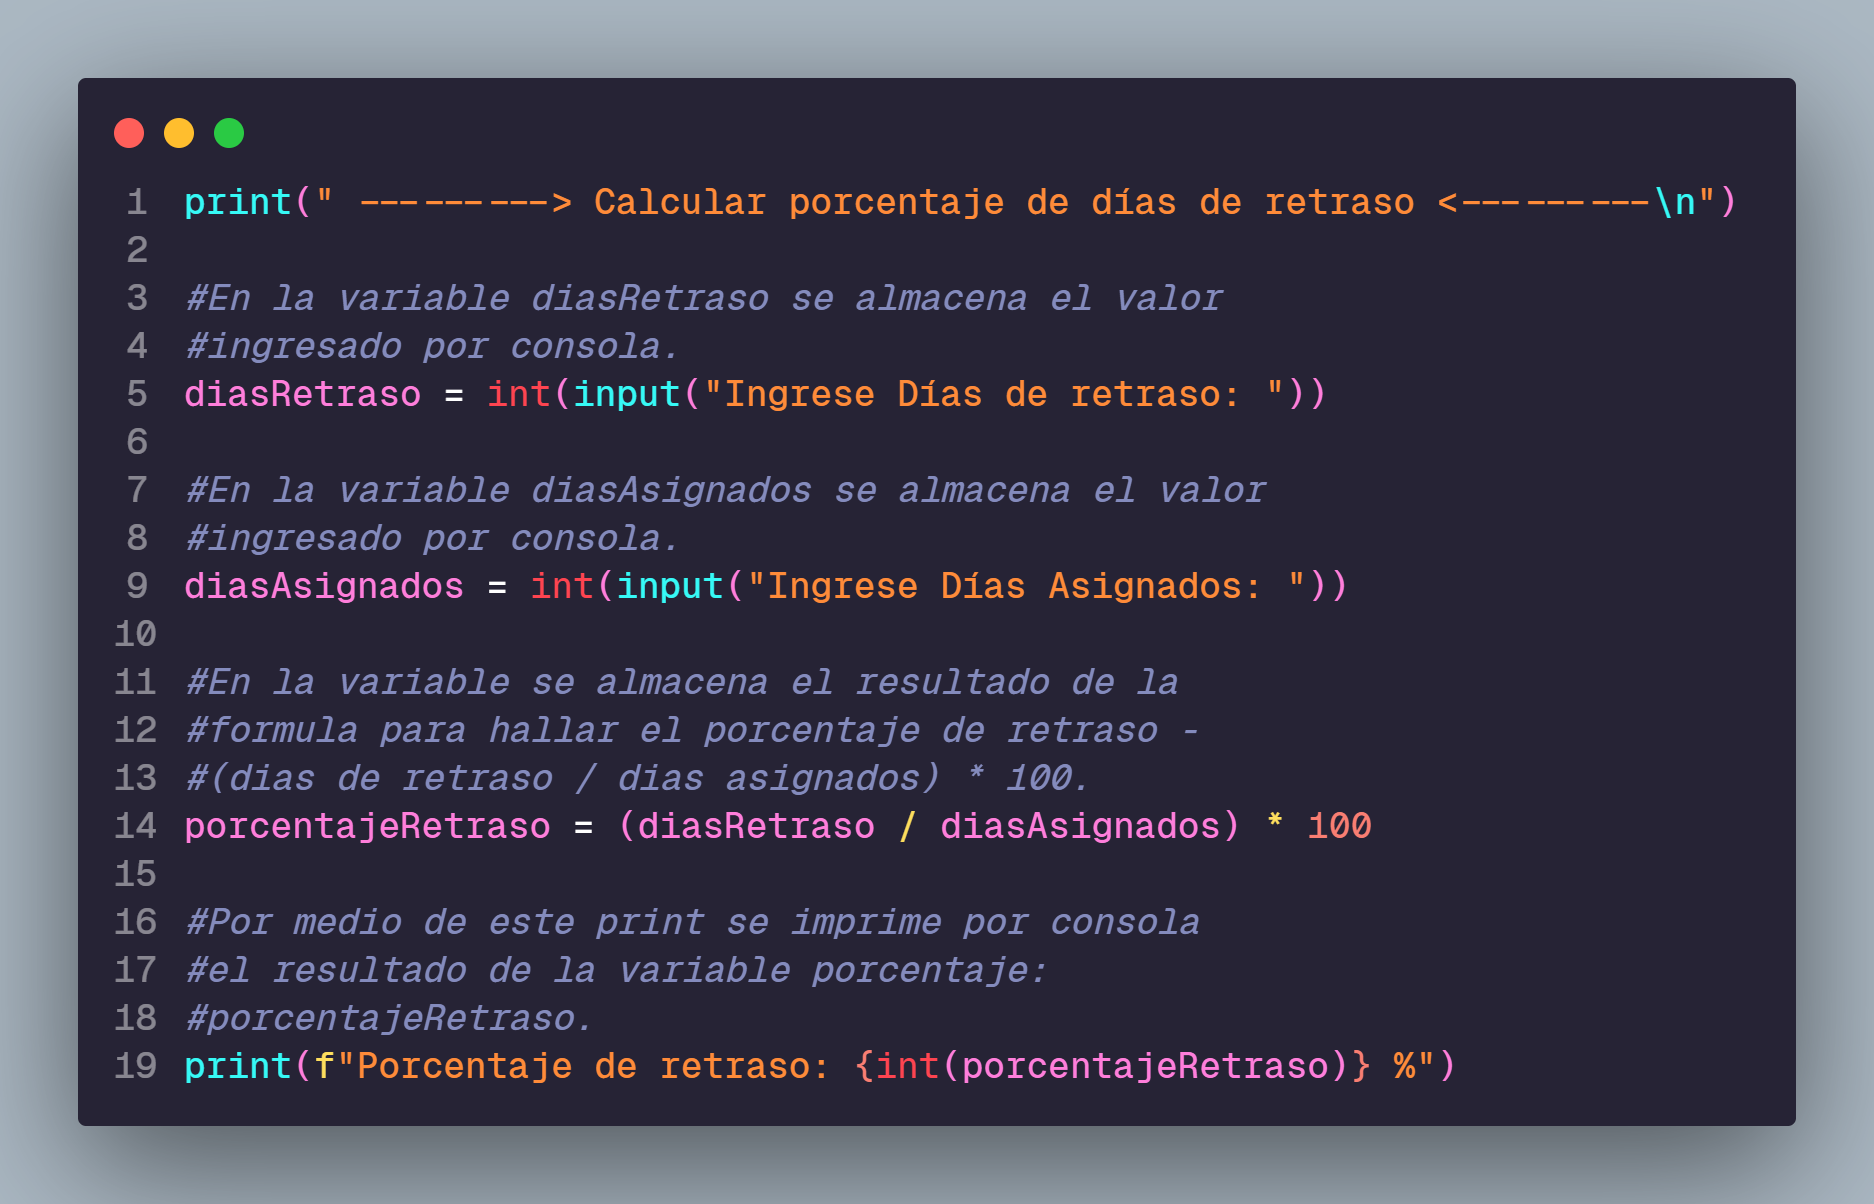 1 print(" ---------> Calcular porcentaje de días de retraso <---------\n")
2
3 #En la variable diasRetraso se almacena el valor
4 #ingresado por consola.
5 diasRetraso = int(input("Ingrese Días de retraso: "))
6
7 #En la variable diasAsignados se almacena el valor
8 #ingresado por consola.
9 diasAsignados = int(input("Ingrese Días Asignados: "))
10
11 #En la variable se almacena el resultado de la
12 #formula para hallar el porcentaje de retraso -
13 #(dias de retraso / dias asignados) * 100.
14 porcentajeRetraso = (diasRetraso / diasAsignados) * 100
15
16 #Por medio de este print se imprime por consola
17 #el resultado de la variable porcentaje:
18 #porcentajeRetraso.
19 print(f"Porcentaje de retraso: {int(porcentajeRetraso)} %")